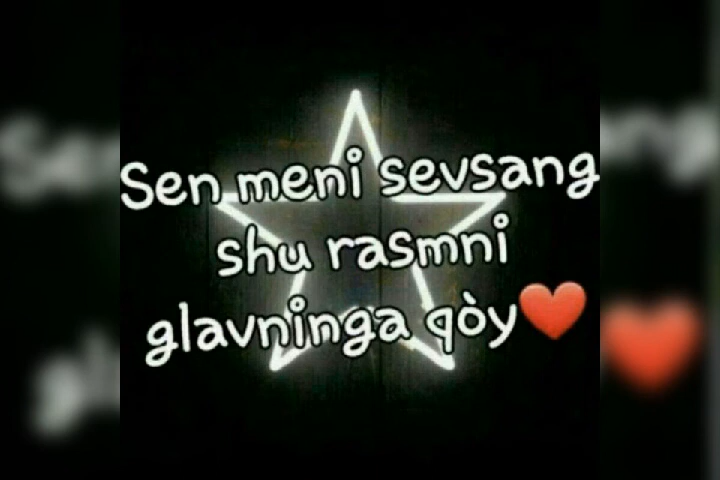 Sen meni sevsang
shu rasmni
glavninga qòy❤️